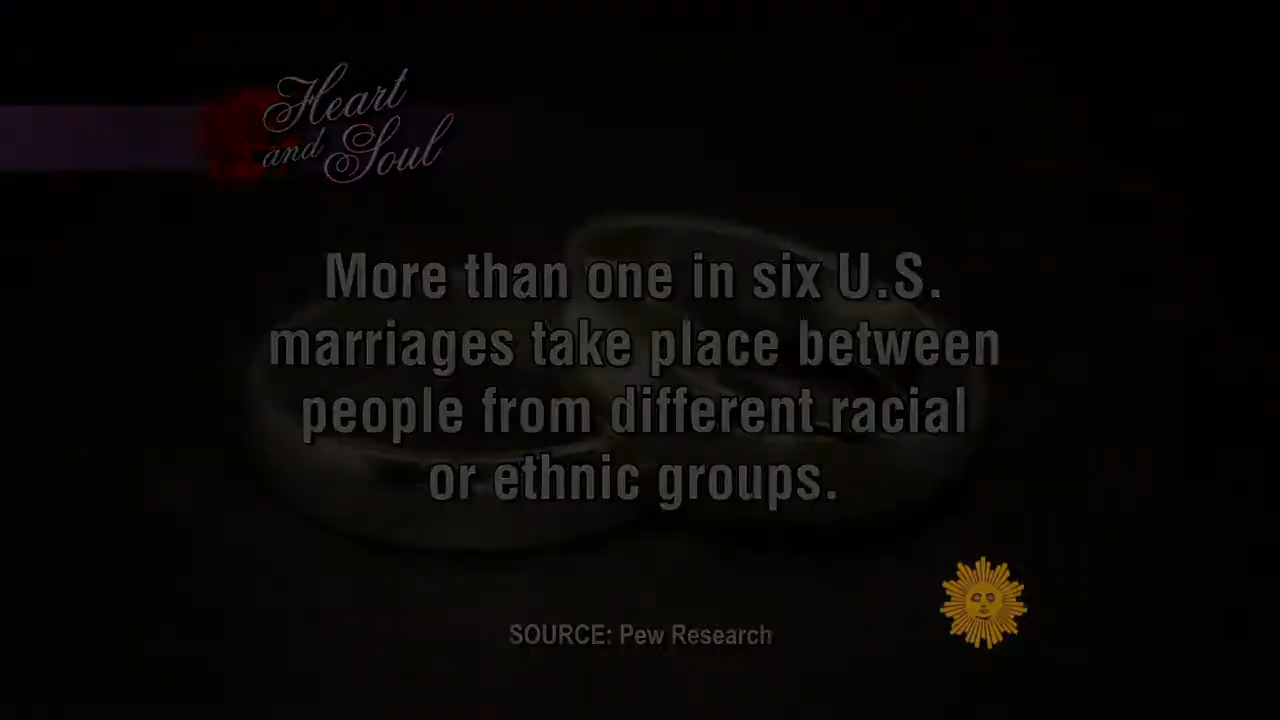 Heart
and Soul
More than one in six U.S.
marriages take place between
people from different racial
or ethnic groups.
SOURCE: Pew Research